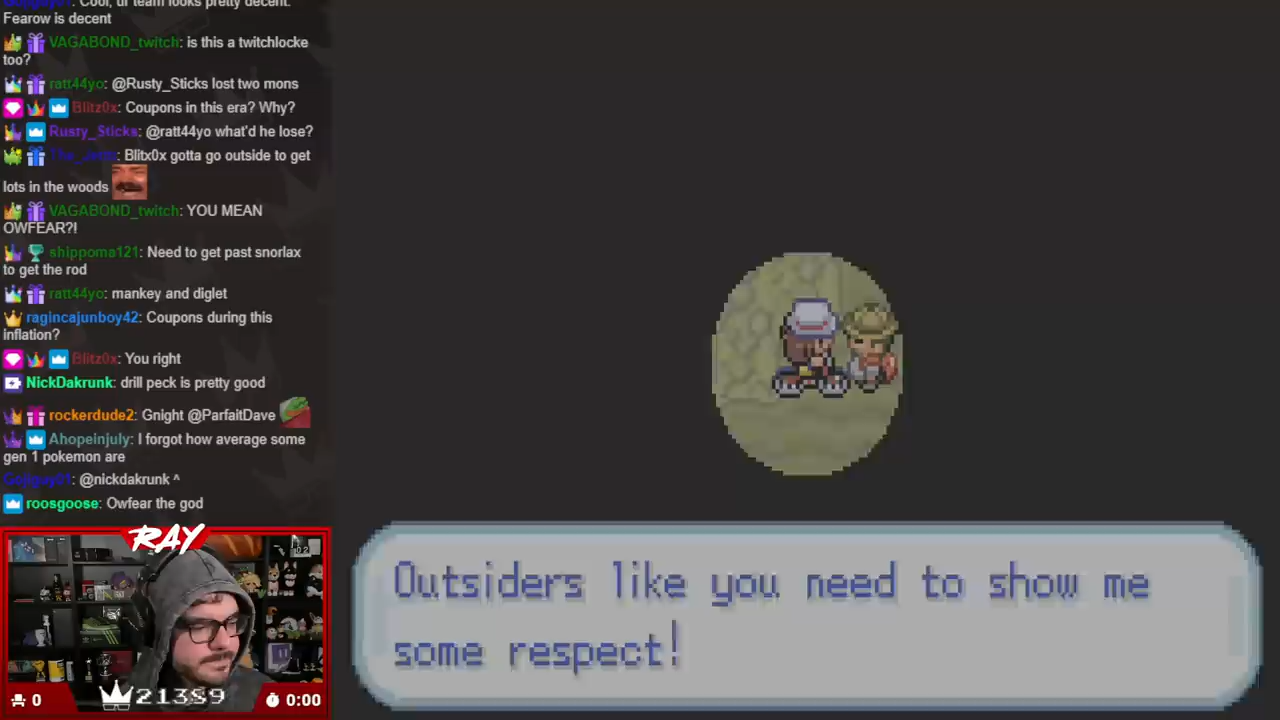 Cool, ur team looks pretty decent.
Fearow is decent
VAGABOND_twitch: is this a twitchlocke
too?
ratt44yo: @Rusty_Sticks lost two mons
Blitz0x: Coupons in this era? Why?
Rusty_Sticks: @ratt44yo what'd he lose?
: Blitx0x gotta go outside to get
lots in the woods
VAGABOND_twitch: YOU MEAN
OWFEAR?!
shippoma121: Need to get past snorlax
to get the rod
ratt44yo: mankey and diglet
ragincajunboy42: Coupons during this
inflation?
Blitz0x: You right
NickDakrunk: drill peck is pretty good
rockerdude2: Gnight @ParfaitDave
Ahopeinjuly: I forgot how average some
gen 1 pokemon are
: @nickdakrunk ^
roosgoose: Owfear the god
RAY
0
21389
0:00
Outsiders like you need to show me
some respect!